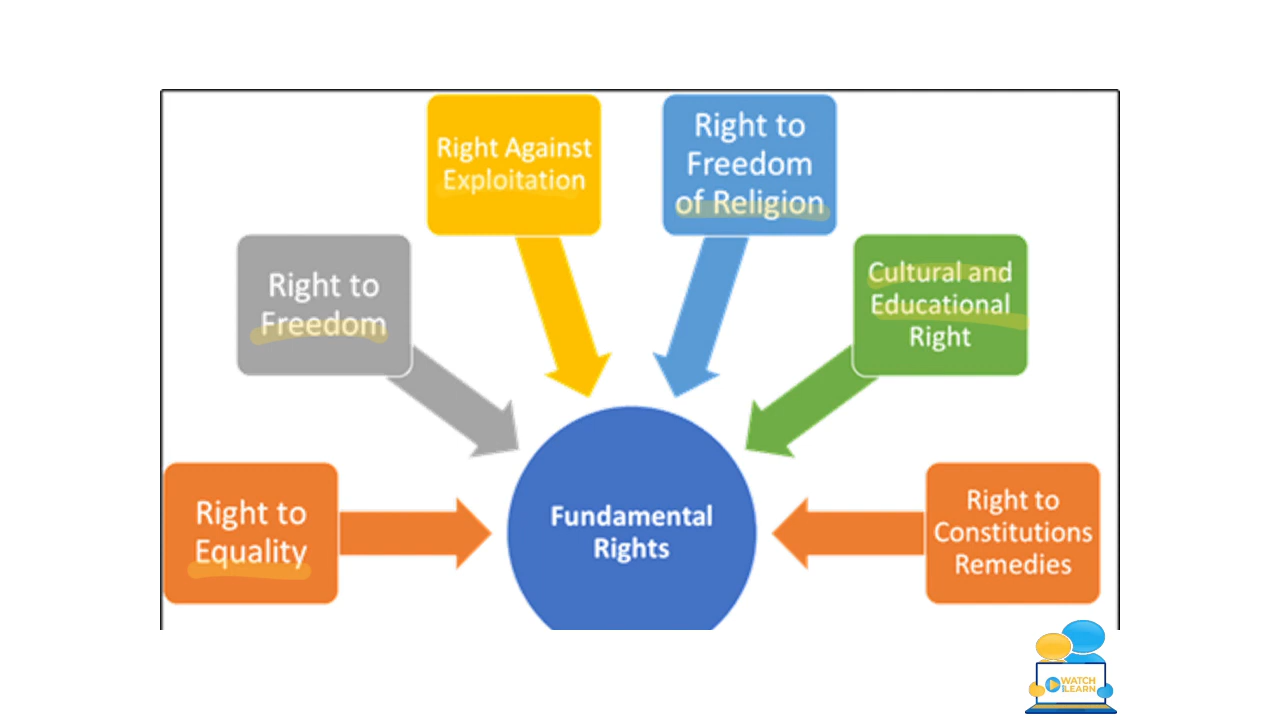 Right Against
Exploitation
Right to
Freedom
of Religion
Right to
Freedom
Cultural and
Educational
Right
Right to
Equality
Fundamental
Rights
Right to
Constitutions
Remedies
WATCH
LEARN